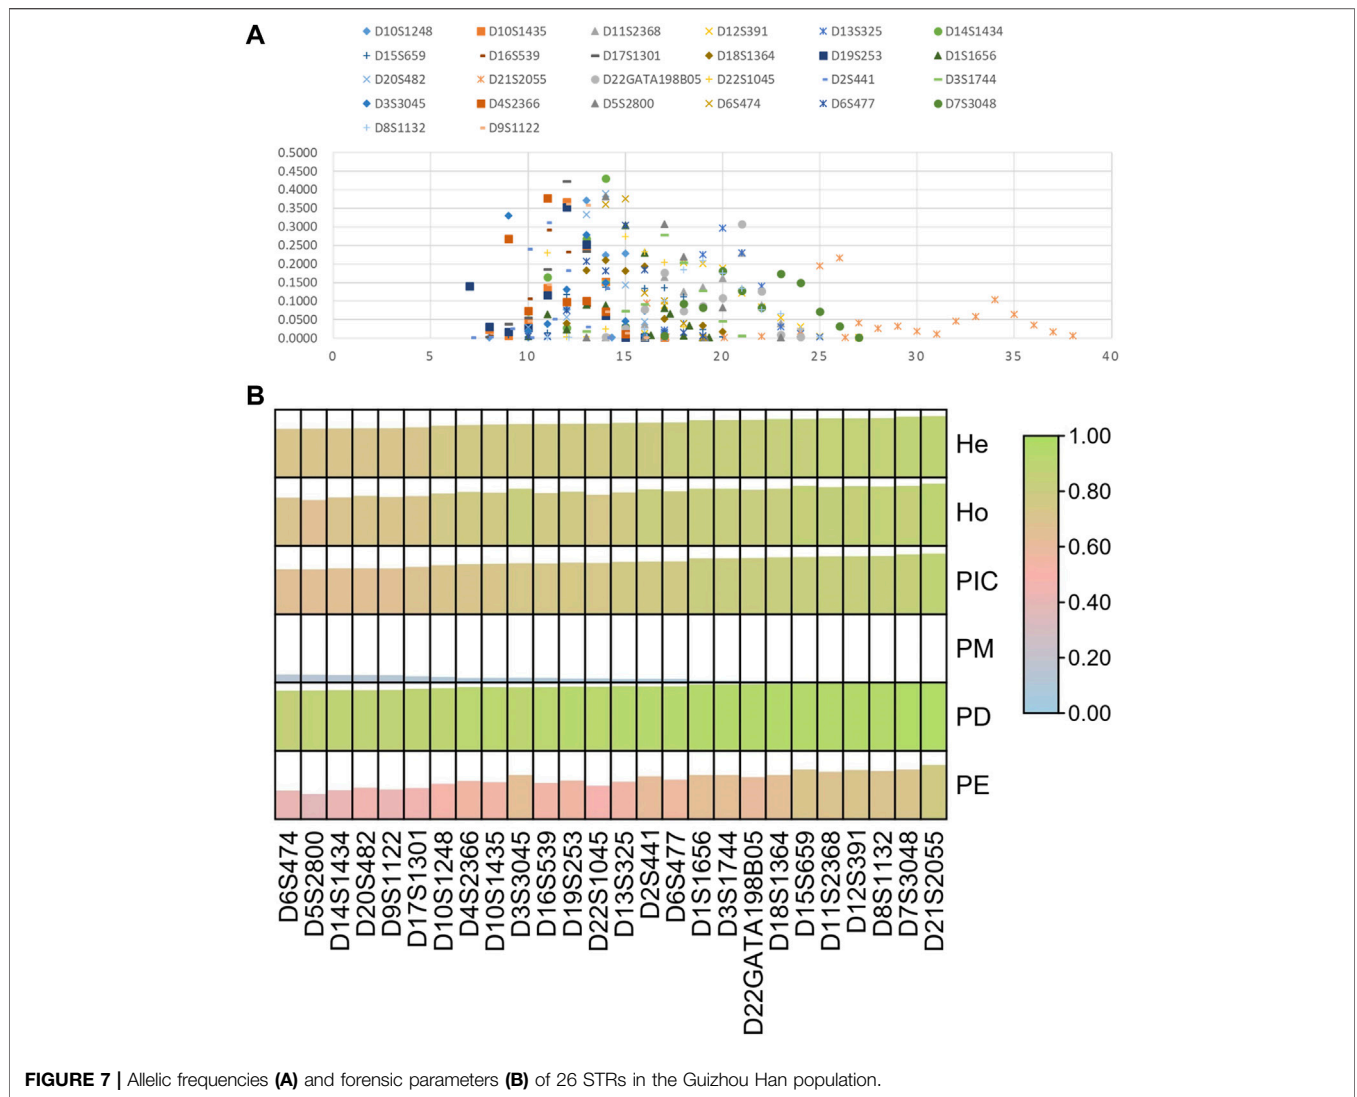 A
D10S1248 D10S1435 D11S2368 D12S391 D13S325 D14S1434
D15S659 D16S539 D17S1301 D18S1364 D19S253 D1S1656
D20S482 D21S2055 D22GATA198B05 D22S1045 D2S441 D3S1744
D3S3045 D4S2366 D5S2800 D6S474 D6S477 D7S3048
D8S1132 D9S1122
0.5000
0.4500
0.4000
0.3500
0.3000
0.2500
0.2000
0.1500
0.1000
0.0500
0.0000
0 5 10 15 20 25 30 35 40
B
He
Ho
PIC
PM
PD
PE
1.00
0.80
0.60
0.40
0.20
0.00
D6S474
D5S2800
D14S1434
D20S482
D9S1122
D17S1301
D10S1248
D4S2366
D10S1435
D3S3045
D16S539
D19S253
D22S1045
D13S325
D2S441
D6S477
D1S1656
D3S1744
D22GATA198B05
D18S1364
D15S659
D11S2368
D12S391
D8S1132
D7S3048
D21S2055
FIGURE 7 | Allelic frequencies (A) and forensic parameters (B) of 26 STRs in the Guizhou Han population.